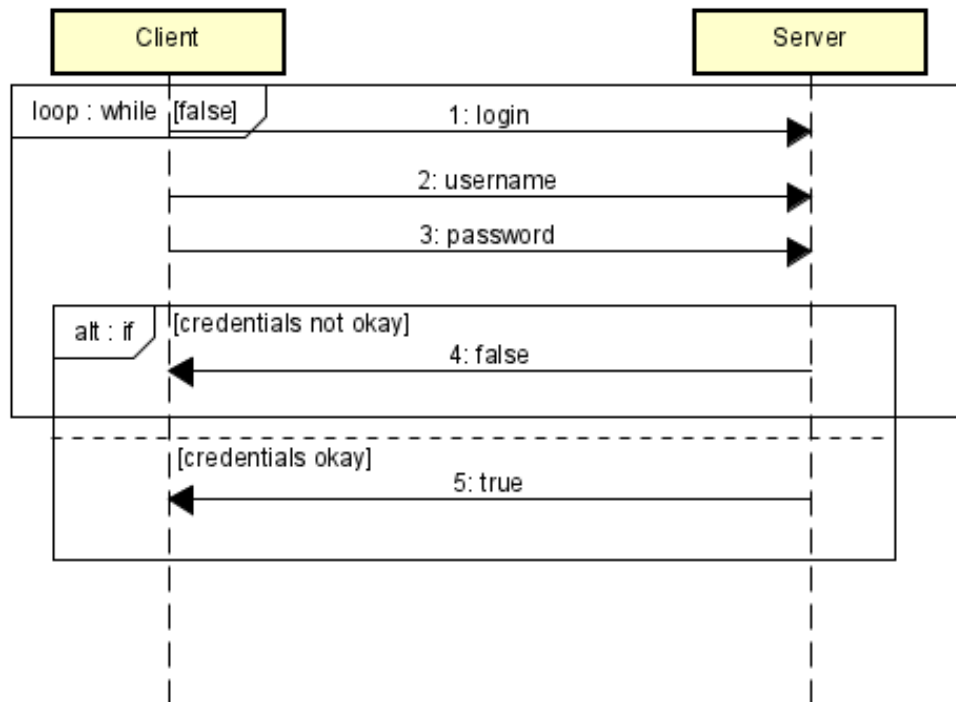 Client
Server
loop : while [false]
1: login
2: username
3: password
alt : if [credentials not okay]
4: false
[credentials okay]
5: true